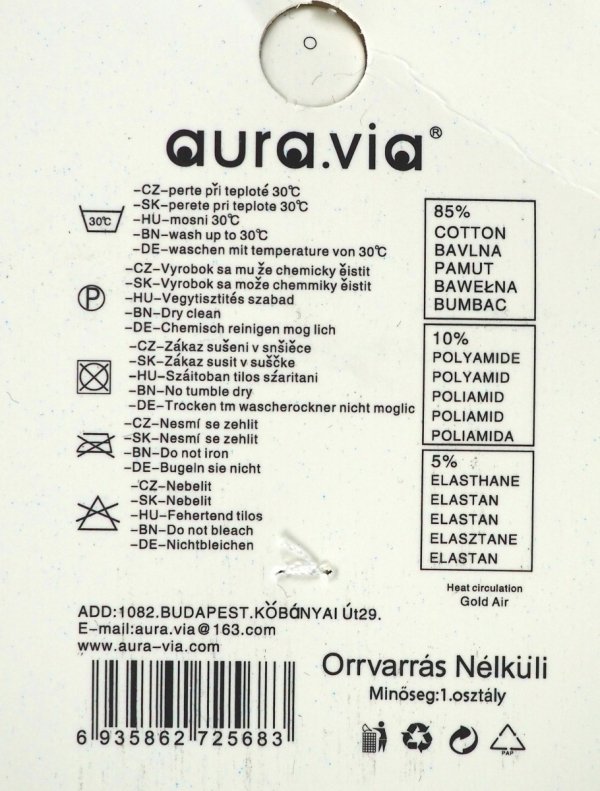 aura.via®
30℃
-CZ-perte při teploté 30℃
-SK-perete pri teplote 30℃
-HU-mosni 30℃
-BN-wash up to 30℃
-DE-waschen mit temperature von 30℃
P
-CZ-Vyrobok sa mu že chemicky ěistit
-SK-Vyrobok sa može chemmiky ěistit
-HU-Vegytisztités szabad
-BN-Dry clean
-DE-Chemisch reinigen mog lich
-CZ-Zákaz sušeni v snšiěce
-SK-Zákaz susit v suščke
-HU-Száitoban tilos száritani
-BN-No tumble dry
-DE-Trocken tm wascherockner nicht moglic
-CZ-Nesmí se zehlit
-SK-Nesmí se zehlit
-BN-Do not iron
-DE-Bugeln sie nicht
-CZ-Nebelit
-SK-Nebelit
-HU-Fehertend tilos
-BN-Do not bleach
-DE-Nichtbleichen
85%
COTTON
BAVLNA
PAMUT
BAWEŁNA
BUMBAC
10%
POLYAMIDE
POLYAMID
POLIAMID
POLIAMID
POLIAMIDA
5%
ELASTHANE
ELASTAN
ELASTAN
ELASZTANE
ELASTAN
Heat circulation
Gold Air
ADD:1082.BUDAPEST.KÒBÁNYAI Út29.
E-mail:aura.via@163.com
www.aura-via.com
6 935862 725683
Orrvarrás Nélküli
Minőseg:1.osztály
PAP